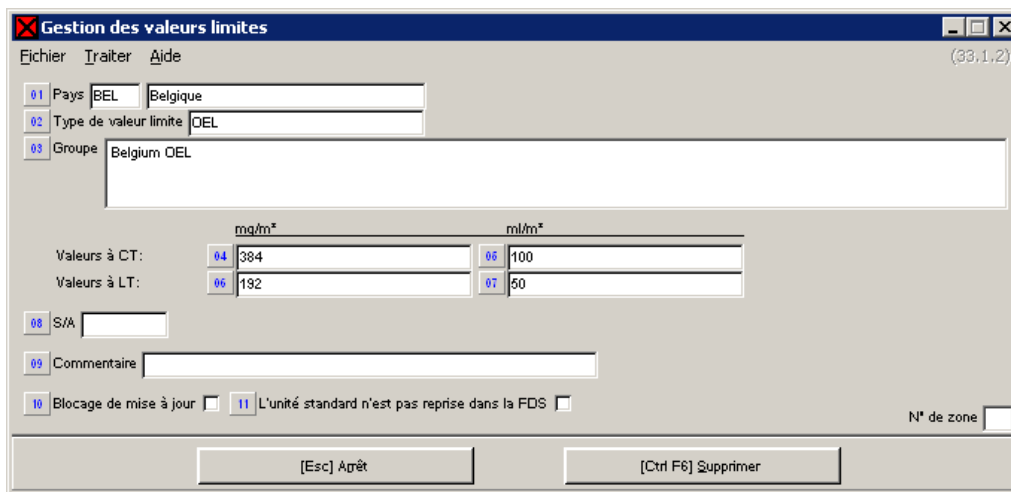 Gestion des valeurs limites
Fichier Traiter Aide (33.1.2)
01 Pays BEL Belgique
02 Type de valeur limite OEL
03 Groupe Belgium OEL
mg/m³ ml/m³
Valeurs à CT: 04 384 05 100
Valeurs à LT: 06 192 07 50
08 S/A
09 Commentaire
10 Blocage de mise à jour 11 L'unité standard n'est pas reprise dans la FDS
N° de zone
[Esc] Arrêt [Ctrl F6] Supprimer